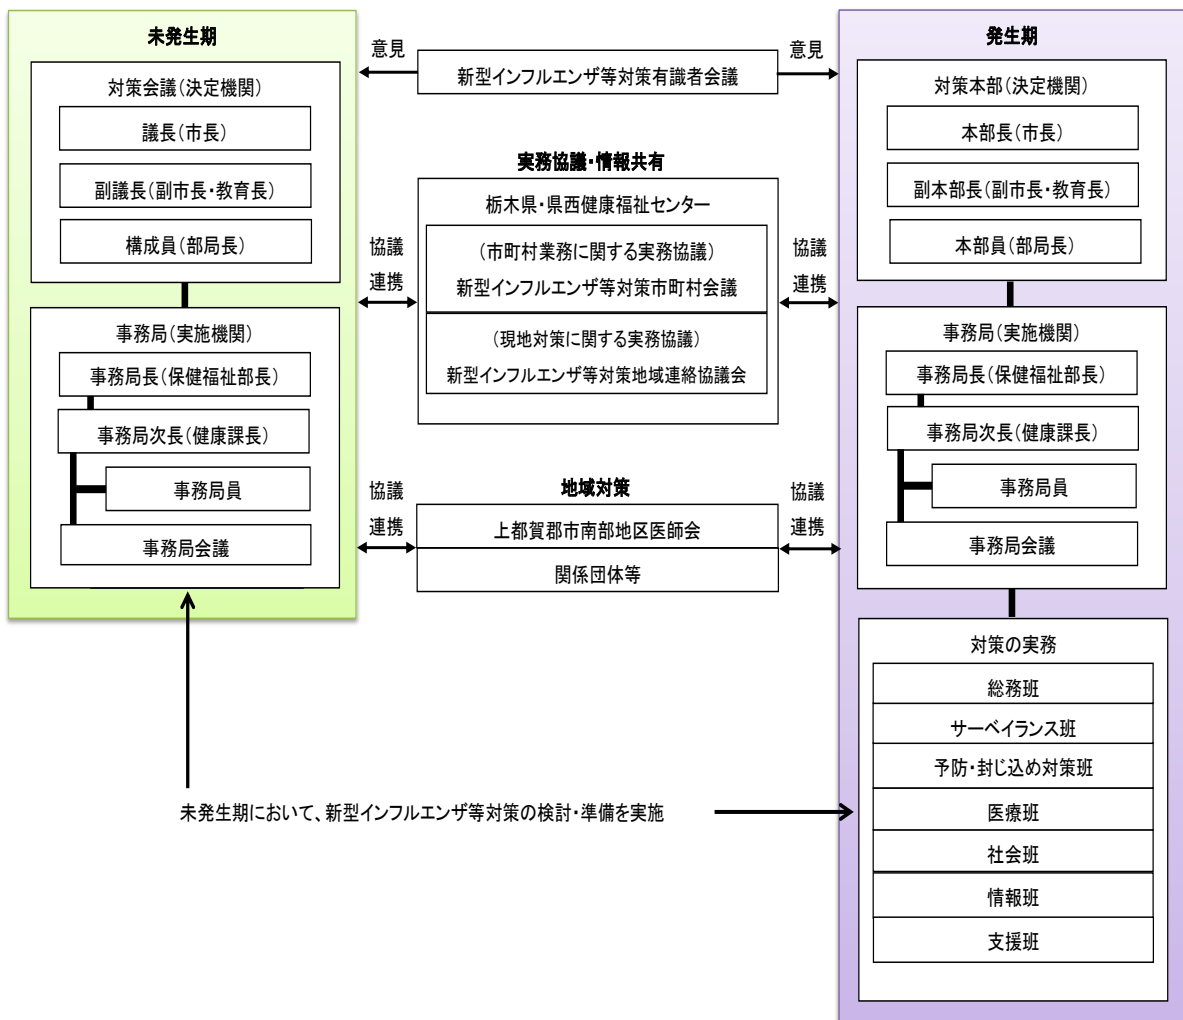 未発生期
対策会議(決定機関)
議長(市長)
副議長(副市長・教育長)
構成員(部局長)
事務局(実施機関)
事務局長(保健福祉部長)
事務局次長(健康課長)
事務局員
事務局会議
意見
新型インフルエンザ等対策有識者会議
意見
実務協議・情報共有
栃木県・県西健康福祉センター
協議
連携
(市町村業務に関する実務協議)
新型インフルエンザ等対策市町村会議
(現地対策に関する実務協議)
新型インフルエンザ等対策地域連絡協議会
協議
連携
地域対策
協議
連携
上都賀郡市南部地区医師会
関係団体等
協議
連携
発生期
対策本部(決定機関)
本部長(市長)
副本部長(副市長・教育長)
本部員(部局長)
事務局(実施機関)
事務局長(保健福祉部長)
事務局次長(健康課長)
事務局員
事務局会議
対策の実務
総務班
サーベイランス班
予防・封じ込め対策班
医療班
社会班
情報班
支援班
未発生期において、新型インフルエンザ等対策の検討・準備を実施